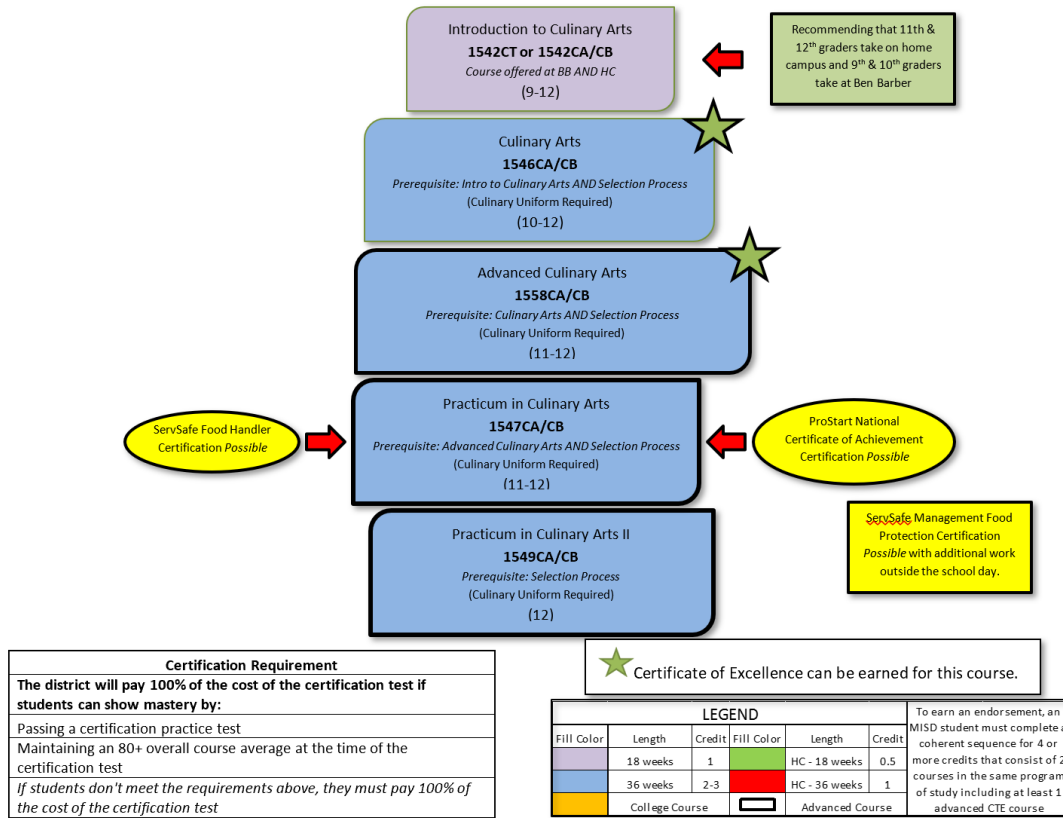 Introduction to Culinary Arts
1542CT or 1542CA/CB
Course offered at BB AND HC
(9-12)
Recommending that 11th &
12th graders take on home
campus and 9th & 10th graders
take at Ben Barber
Culinary Arts
1546CA/CB
Prerequisite: Intro to Culinary Arts AND Selection Process
(Culinary Uniform Required)
(10-12)
Advanced Culinary Arts
1558CA/CB
Prerequisite: Culinary Arts AND Selection Process
(Culinary Uniform Required)
(11-12)
Practicum in Culinary Arts
1547CA/CB
Prerequisite: Advanced Culinary Arts AND Selection Process
(Culinary Uniform Required)
(11-12)
ServSafe Food Handler
Certification Possible
ProStart National
Certificate of Achievement
Certification Possible
ServSafe Management Food
Protection Certification
Possible with additional work
outside the school day.
Practicum in Culinary Arts II
1549CA/CB
Prerequisite: Selection Process
(Culinary Uniform Required)
(12)
Certification Requirement
The district will pay 100% of the cost of the certification test if
students can show mastery by:
Passing a certification practice test
Maintaining an 80+ overall course average at the time of the
certification test
If students don't meet the requirements above, they must pay 100%
of the cost of the certification test
Certificate of Excellence can be earned for this course.
LEGEND
Fill Color Length Credit Fill Color Length Credit
18 weeks 1 HC - 18 weeks 0.5
36 weeks 2-3 HC - 36 weeks 1
College Course Advanced Course
To earn an endorsement, an
MISD student must complete a
coherent sequence for 4 or
more credits that consist of 2
courses in the same program
of study including at least 1
advanced CTE course